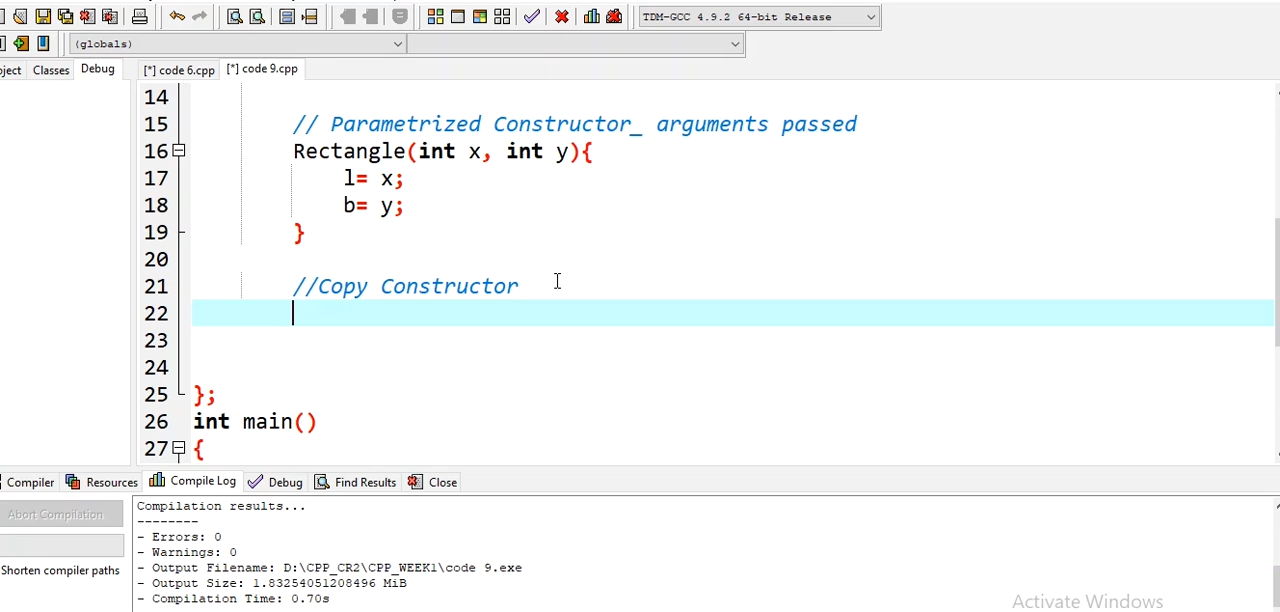 TDM-GCC 4.9.2 64-bit Release
(globals)
ject Classes Debug [*] code 6.cpp [*] code 9.cpp
14
15 // Parametrized Constructor_ arguments passed
16 Rectangle(int x, int y){
17 l= x;
18 b= y;
19 }
20
21 //Copy Constructor
22
23
24
25 };
26 int main()
27 {
Compiler Resources Compile Log Debug Find Results Close
Abort Compilation
Shorten compiler paths
Compilation results...
--------
- Errors: 0
- Warnings: 0
- Output Filename: D:\CPP_CR2\CPP_WEEK1\code 9.exe
- Output Size: 1.83254051208496 MiB
- Compilation Time: 0.70s
Activate Windows